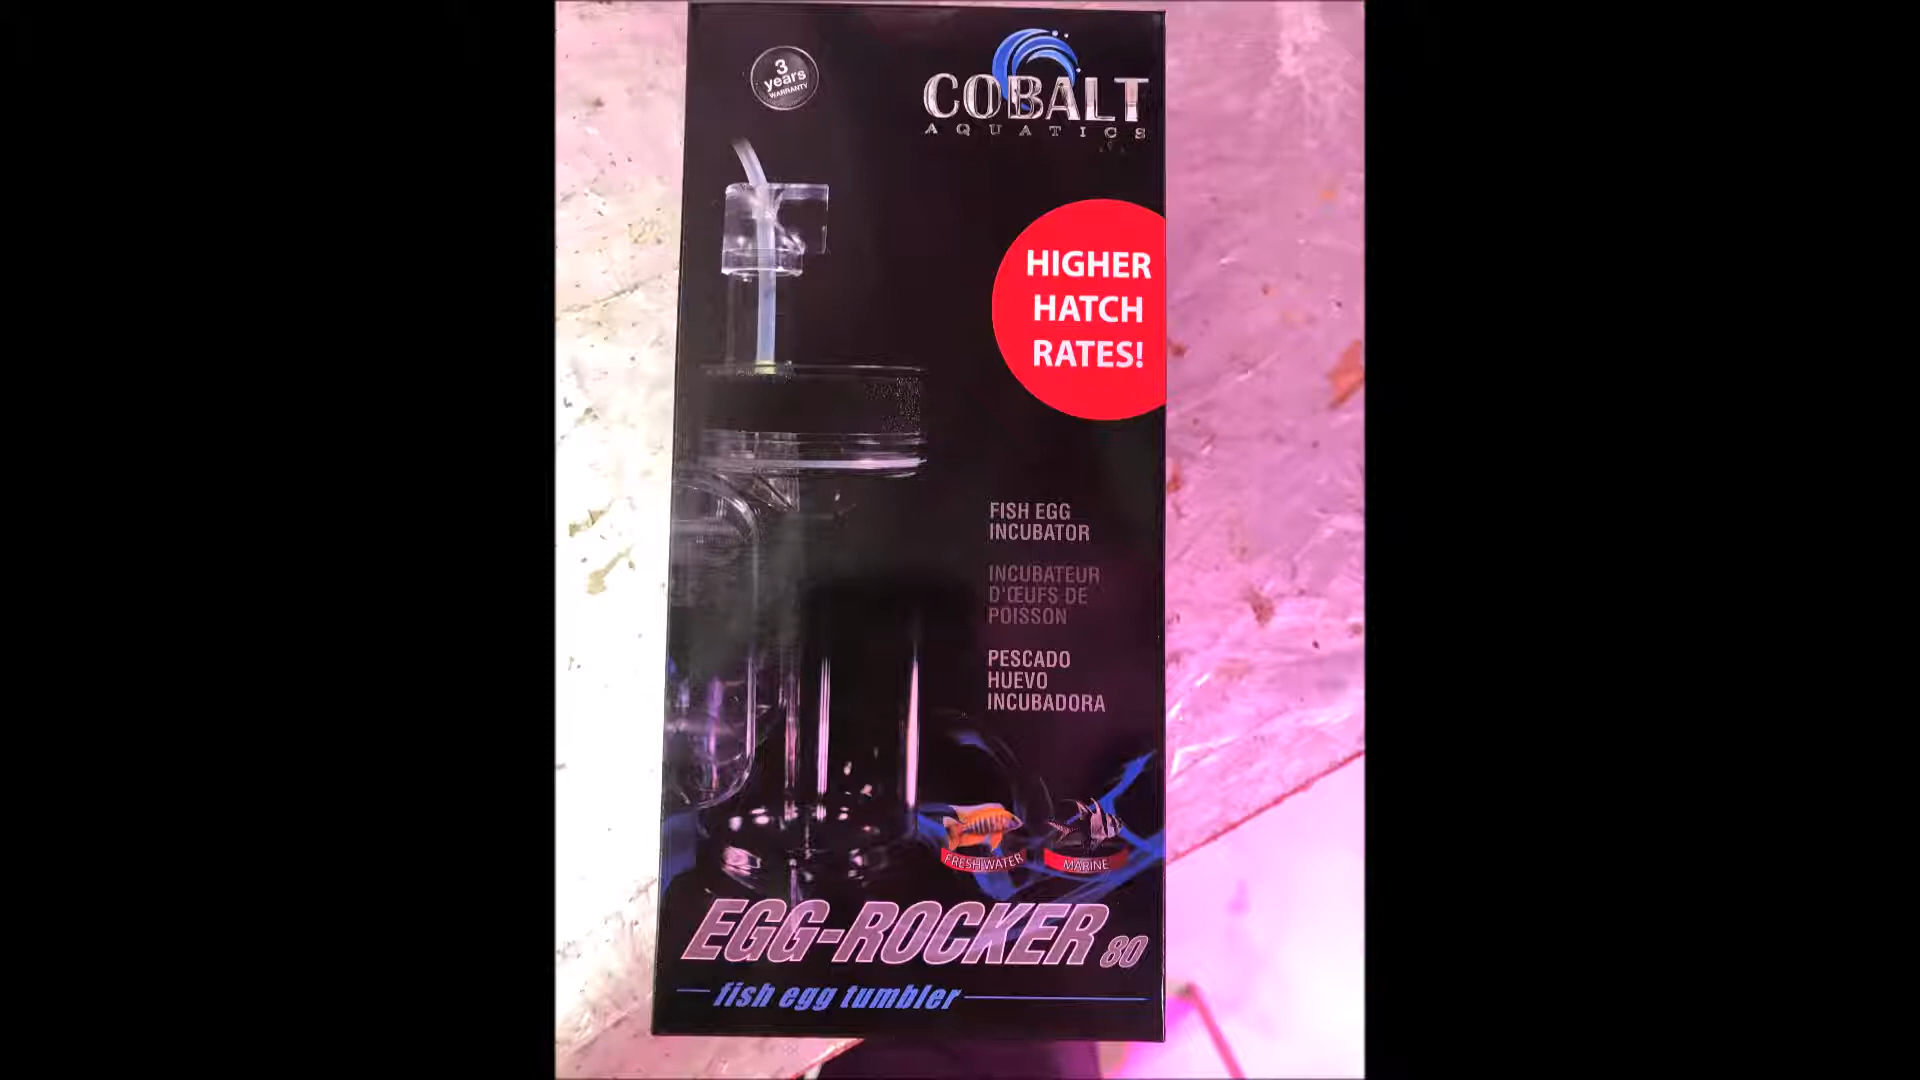 3
years
WARRANTY
COBALT
AQUATICS
HIGHER
HATCH
RATES!
FISH EGG
INCUBATOR
INCUBATEUR
D'ŒUFS DE
POISSON
PESCADO
HUEVO
INCUBADORA
FRESHWATER
MARINE
EGG-ROCKER 80
fish egg tumbler